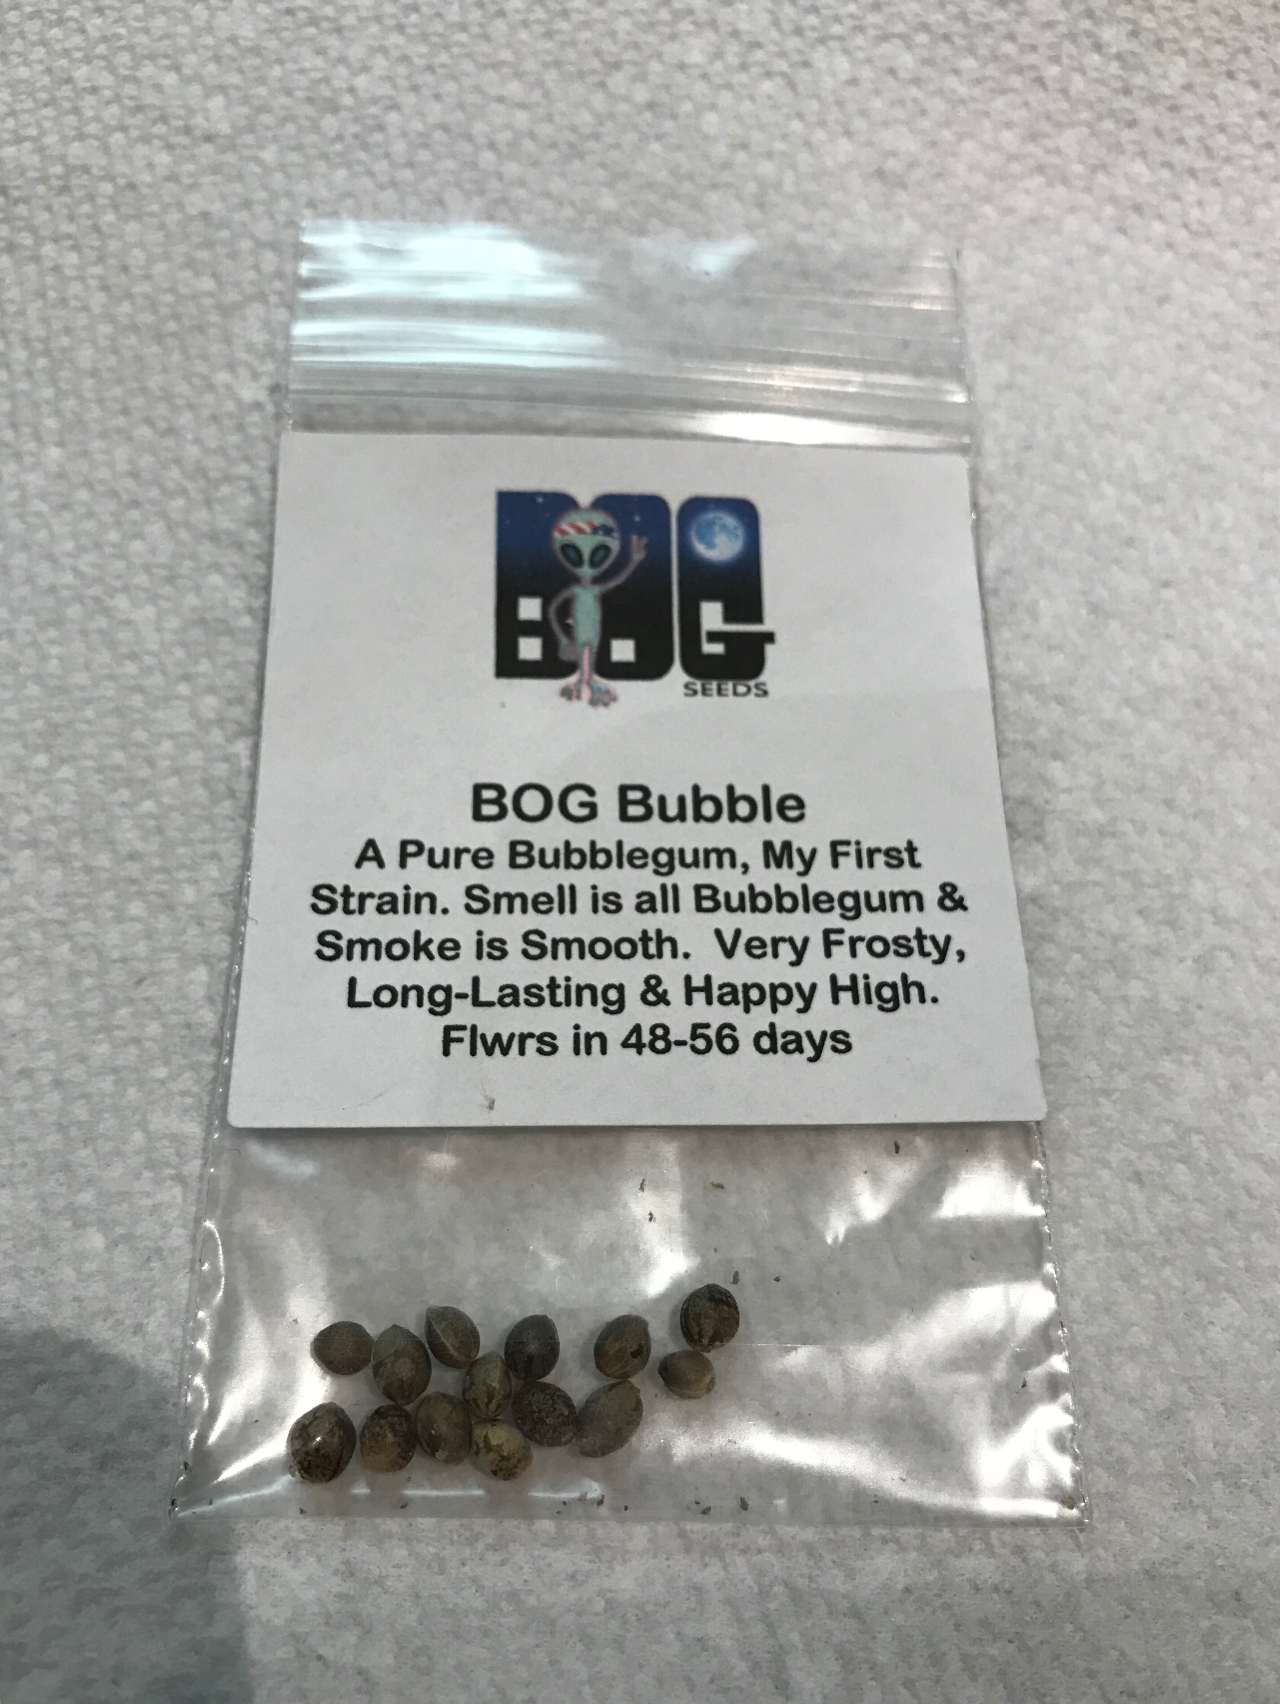 BOG
SEEDS
BOG Bubble
A Pure Bubblegum, My First
Strain. Smell is all Bubblegum &
Smoke is Smooth. Very Frosty,
Long-Lasting & Happy High.
Flwrs in 48-56 days